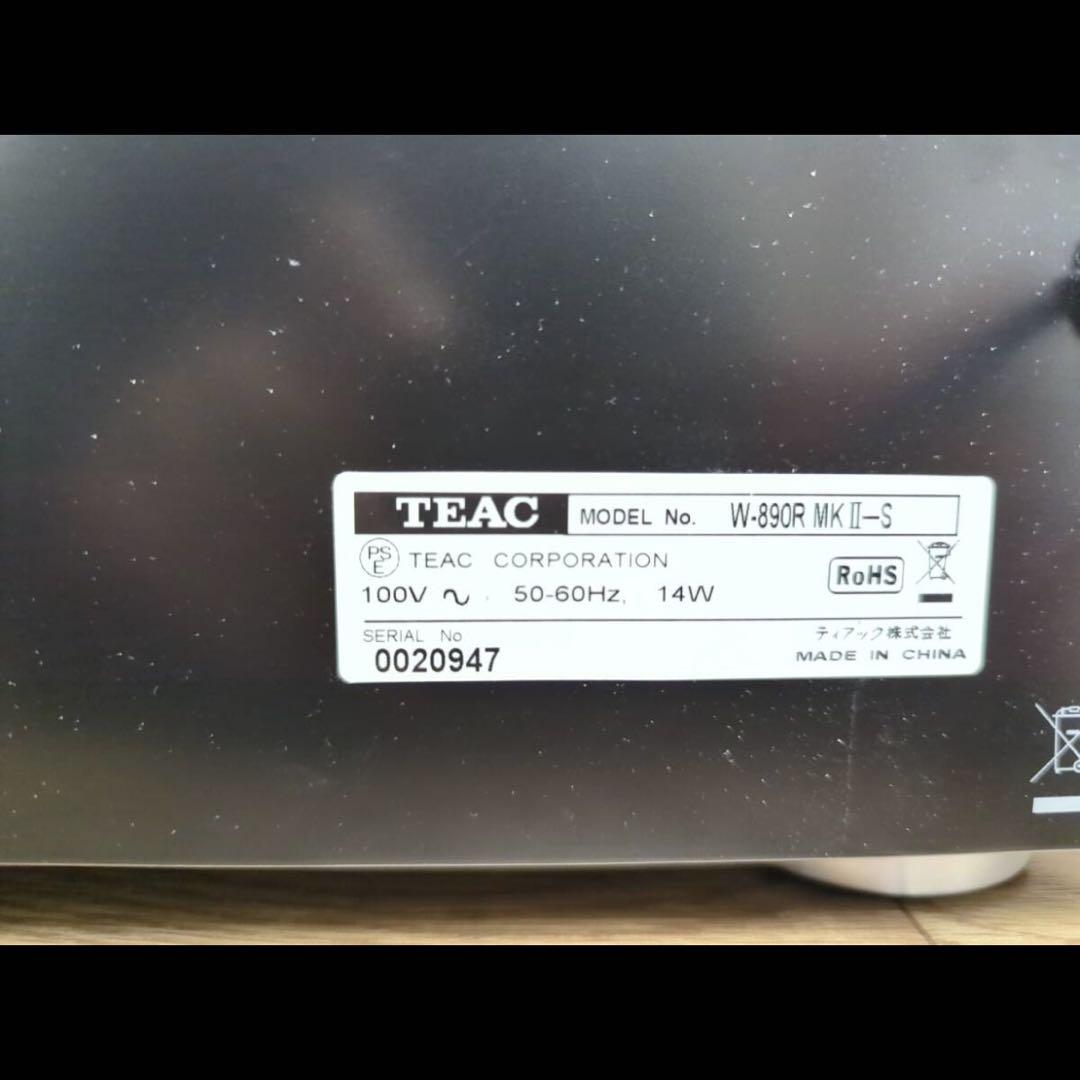 TEAC MODEL No. W-890R MKⅡ-S
PSE TEAC CORPORATION
RoHS
100V ∿ 50-60Hz, 14W
SERIAL No ティアック株式会社
0020947 MADE IN CHINA